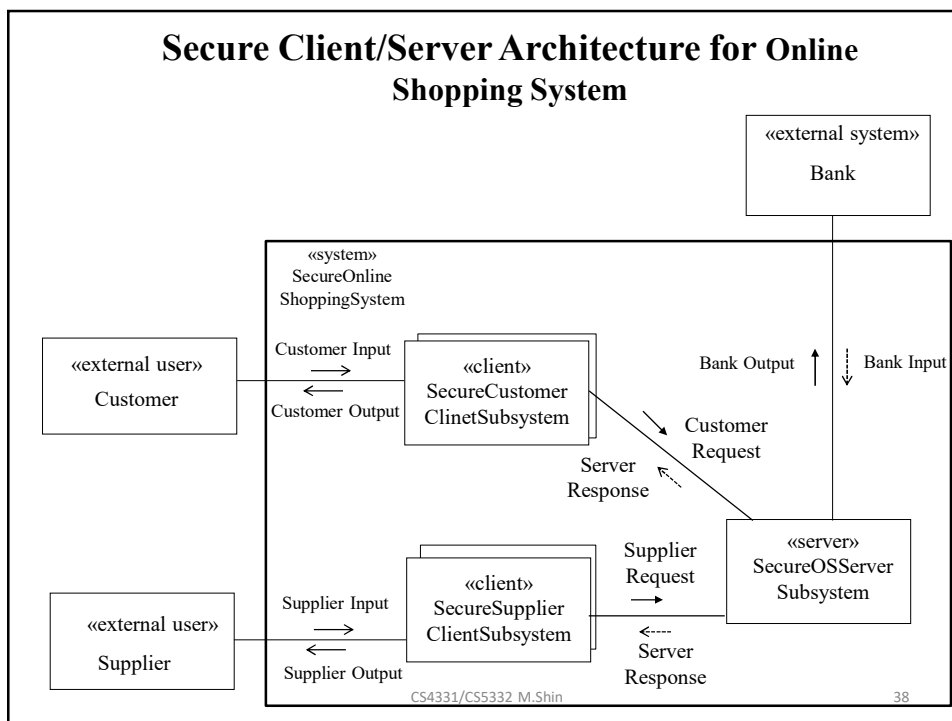 Secure Client/Server Architecture for Online
Shopping System
«external system»
Bank
«system»
SecureOnline
ShoppingSystem
«external user»
Customer
Customer Input
Customer Output
«client»
SecureCustomer
ClinetSubsystem
Bank Output
Bank Input
Customer
Request
Server
Response
«server»
SecureOSServer
Subsystem
«external user»
Supplier
Supplier Input
Supplier Output
«client»
SecureSupplier
ClientSubsystem
Supplier
Request
Server
Response
CS4331/CS5332 M.Shin
38